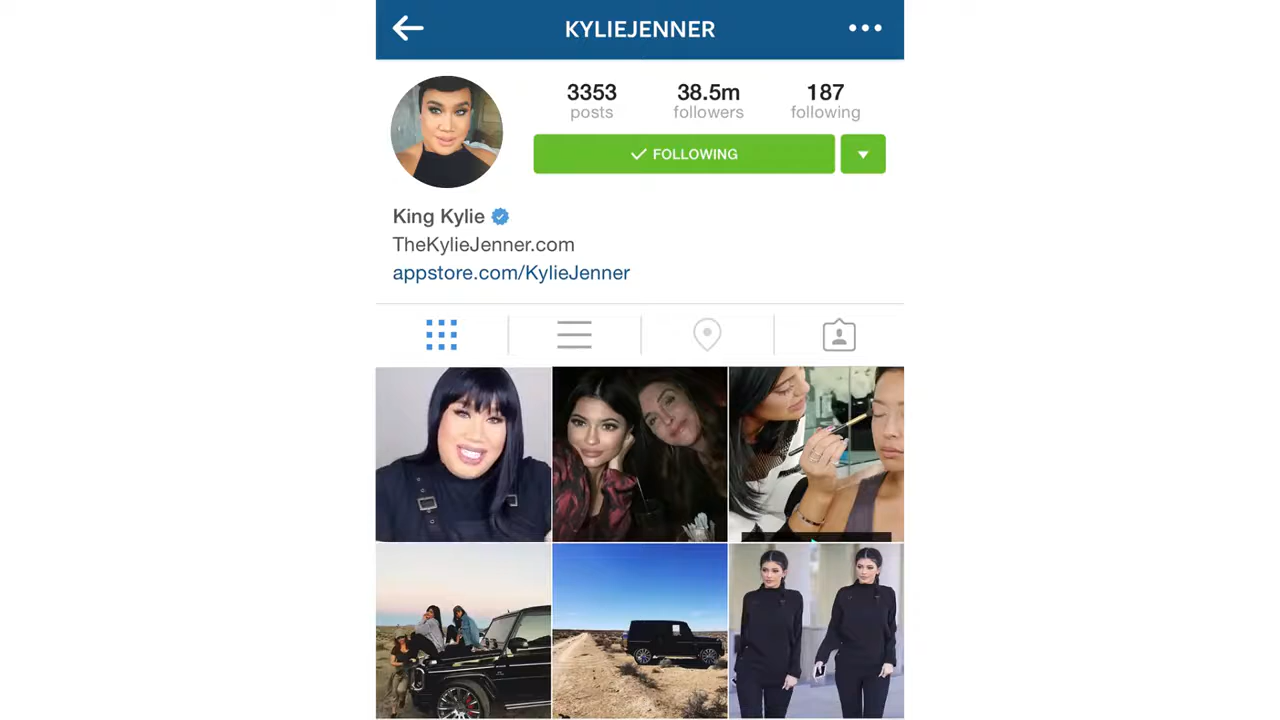 KYLIEJENNER
3353 38.5m 187
posts followers following
FOLLOWING
King Kylie
TheKylieJenner.com
appstore.com/KylieJenner